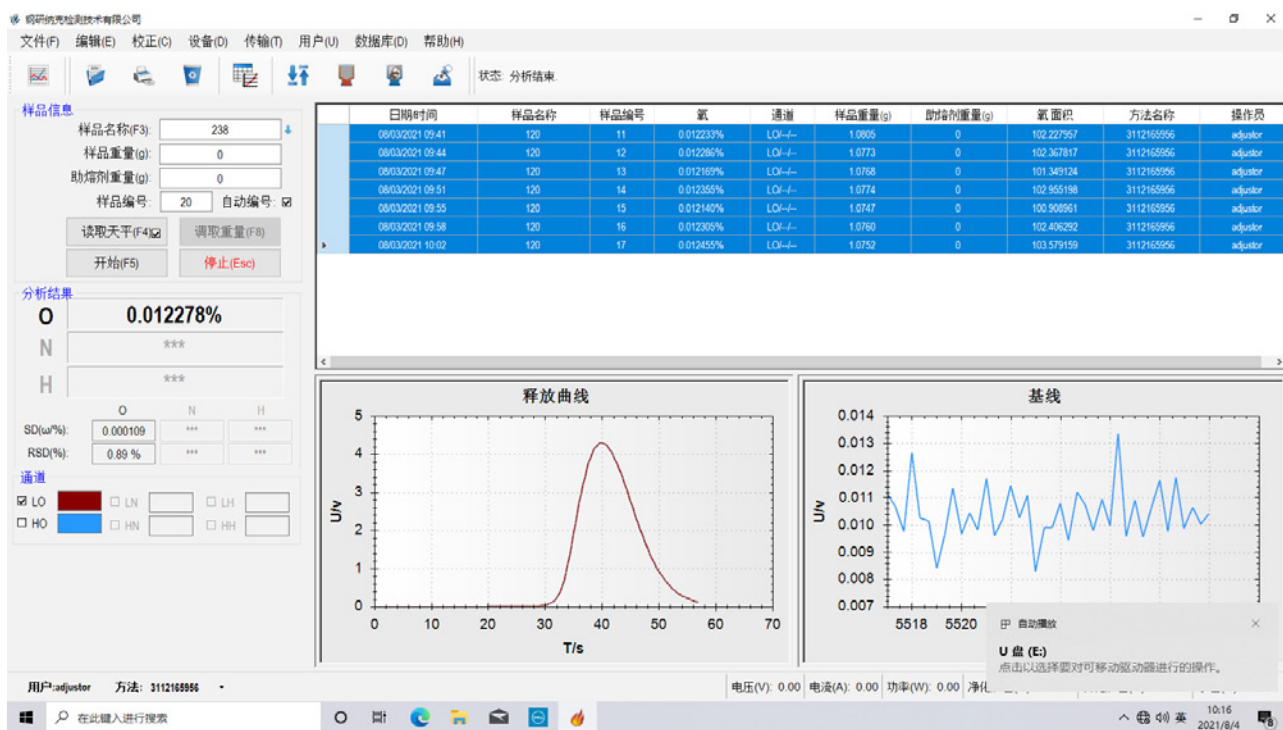 钢研纳克检测技术有限公司
文件(F) 编辑(E) 校正(C) 设备(D) 传输(T) 用户(U) 数据库(D) 帮助(H)
状态: 分析结束.
样品信息
样品名称(F3): 238
样品重量(g): 0
助熔剂重量(g): 0
样品编号: 20 自动编号:
读取天平(F4) 调取重量(F8)
开始(F5) 停止(Esc)
分析结果
O 0.012278%
N ***
H ***
O N H
SD(ω/%): 0.000109 *** ***
RSD(%): 0.89 % *** ***
通道
LO LN LH
HO HN HH
日期时间 样品名称 样品编号 氧 通道 样品重量(g) 助熔剂重量(g) 氧面积 方法名称 操作员
08/03/2021 09:41 120 11 0.012233% LO/--/-- 1.0805 0 102.227957 3112165956 adjustor
08/03/2021 09:44 120 12 0.012286% LO/--/-- 1.0773 0 102.367817 3112165956 adjustor
08/03/2021 09:47 120 13 0.012169% LO/--/-- 1.0768 0 101.349124 3112165956 adjustor
08/03/2021 09:51 120 14 0.012355% LO/--/-- 1.0774 0 102.955198 3112165956 adjustor
08/03/2021 09:55 120 15 0.012140% LO/--/-- 1.0747 0 100.908961 3112165956 adjustor
08/03/2021 09:58 120 16 0.012305% LO/--/-- 1.0760 0 102.406292 3112165956 adjustor
08/03/2021 10:02 120 17 0.012455% LO/--/-- 1.0752 0 103.579159 3112165956 adjustor
释放曲线
U/v
5
4
3
2
1
0
0 10 20 30 40 50 60 70
T/s
基线
U/v
0.014
0.013
0.012
0.011
0.010
0.009
0.008
0.007
5518 5520
自动播放
U 盘 (E:)
点击以选择要对可移动驱动器进行的操作。
用户:adjustor 方法: 3112165956
电压(V): 0.00 电流(A): 0.00 功率(W): 0.00 净化
在此键入进行搜索
英 10:16
2021/8/4
8